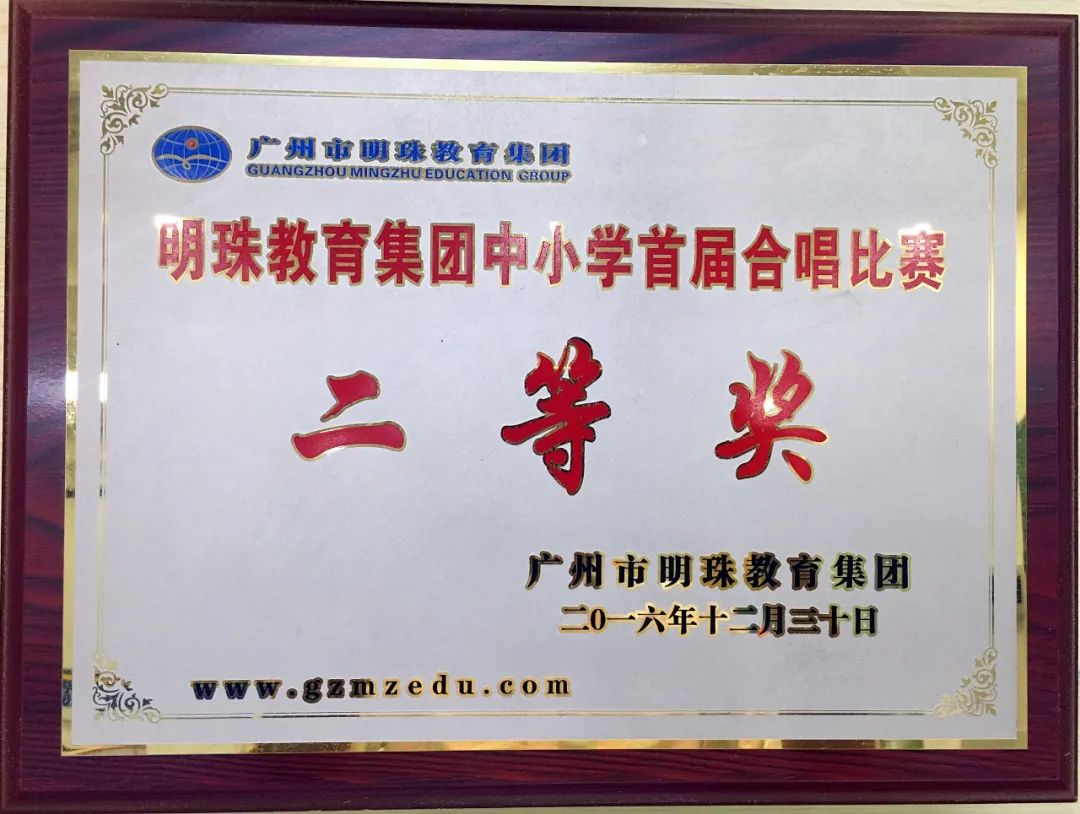 广州市明珠教育集团
GUANGZHOU MINGZHU EDUCATION GROUP
明珠教育集团中小学首届合唱比赛
二等奖
广州市明珠教育集团
二0一六年十二月三十日
www.gzmzedu.com